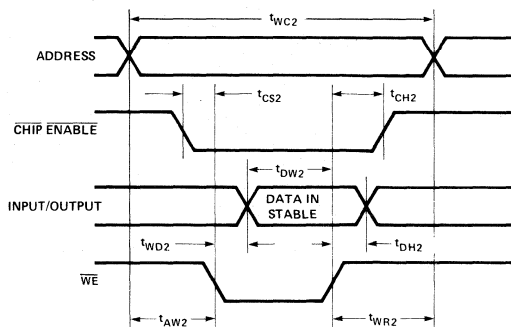 tWC2
ADDRESS
tCS2
tCH2
CHIP ENABLE
tDW2
INPUT/OUTPUT
DATA IN
STABLE
tWD2
tDH2
WE
tAW2
tWR2